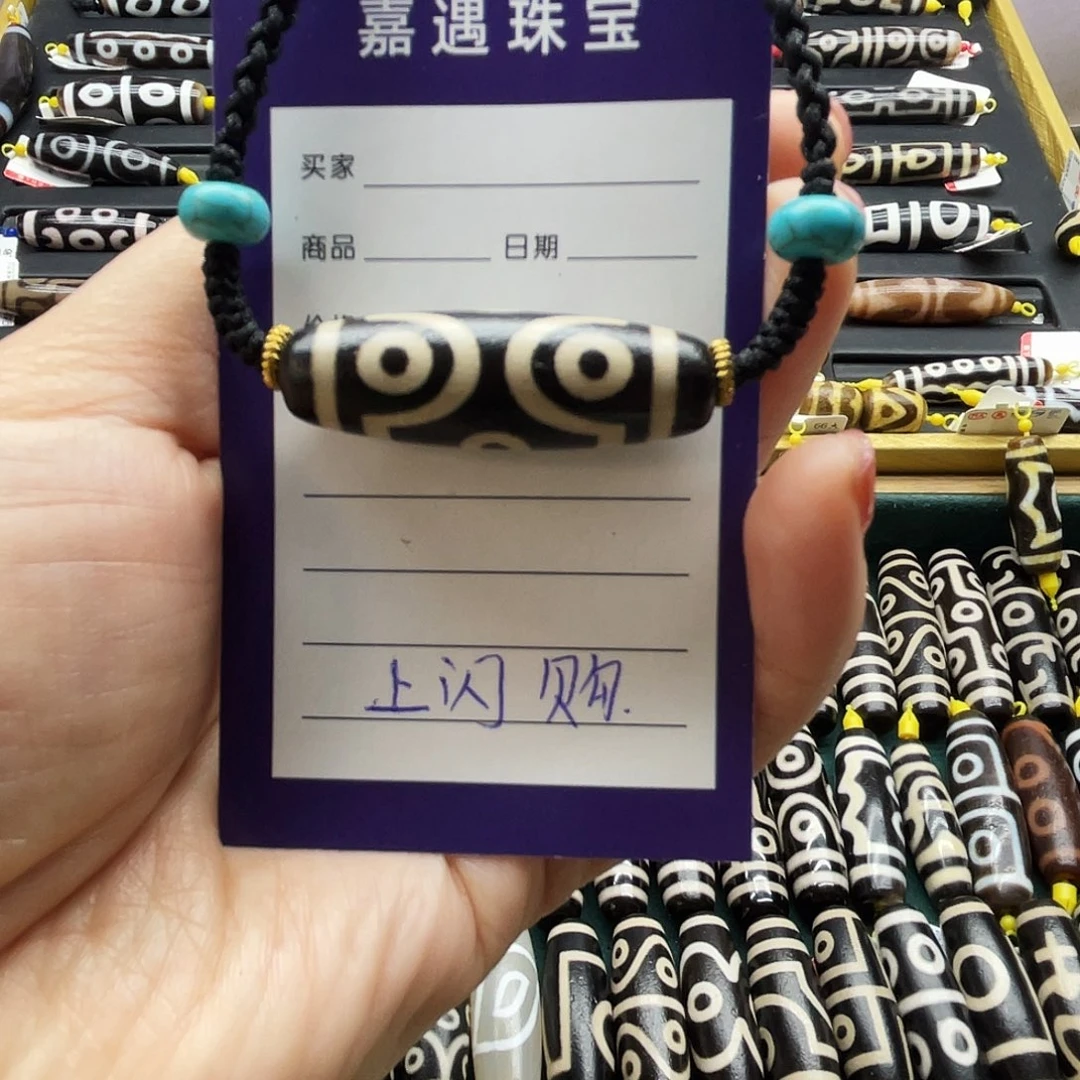 嘉遇珠宝
买家
商品 日期
上闪购.